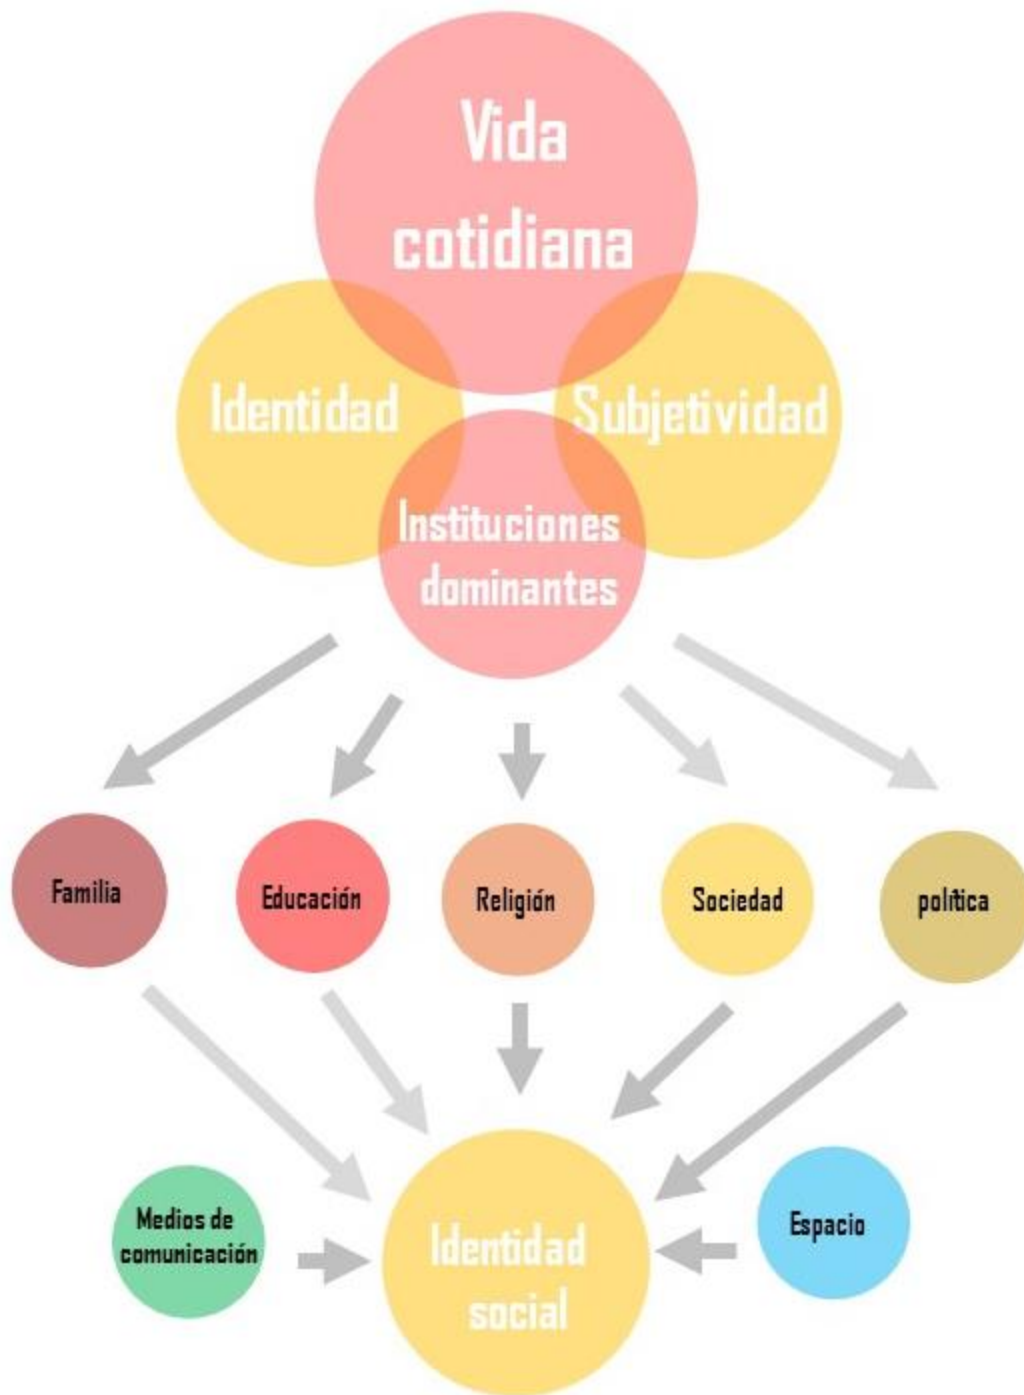 Vida
cotidiana
Identidad
Subjetividad
Instituciones
dominantes
Familia
Educación
Religión
Sociedad
política
Medios de
comunicación
Espacio
Identidad
social